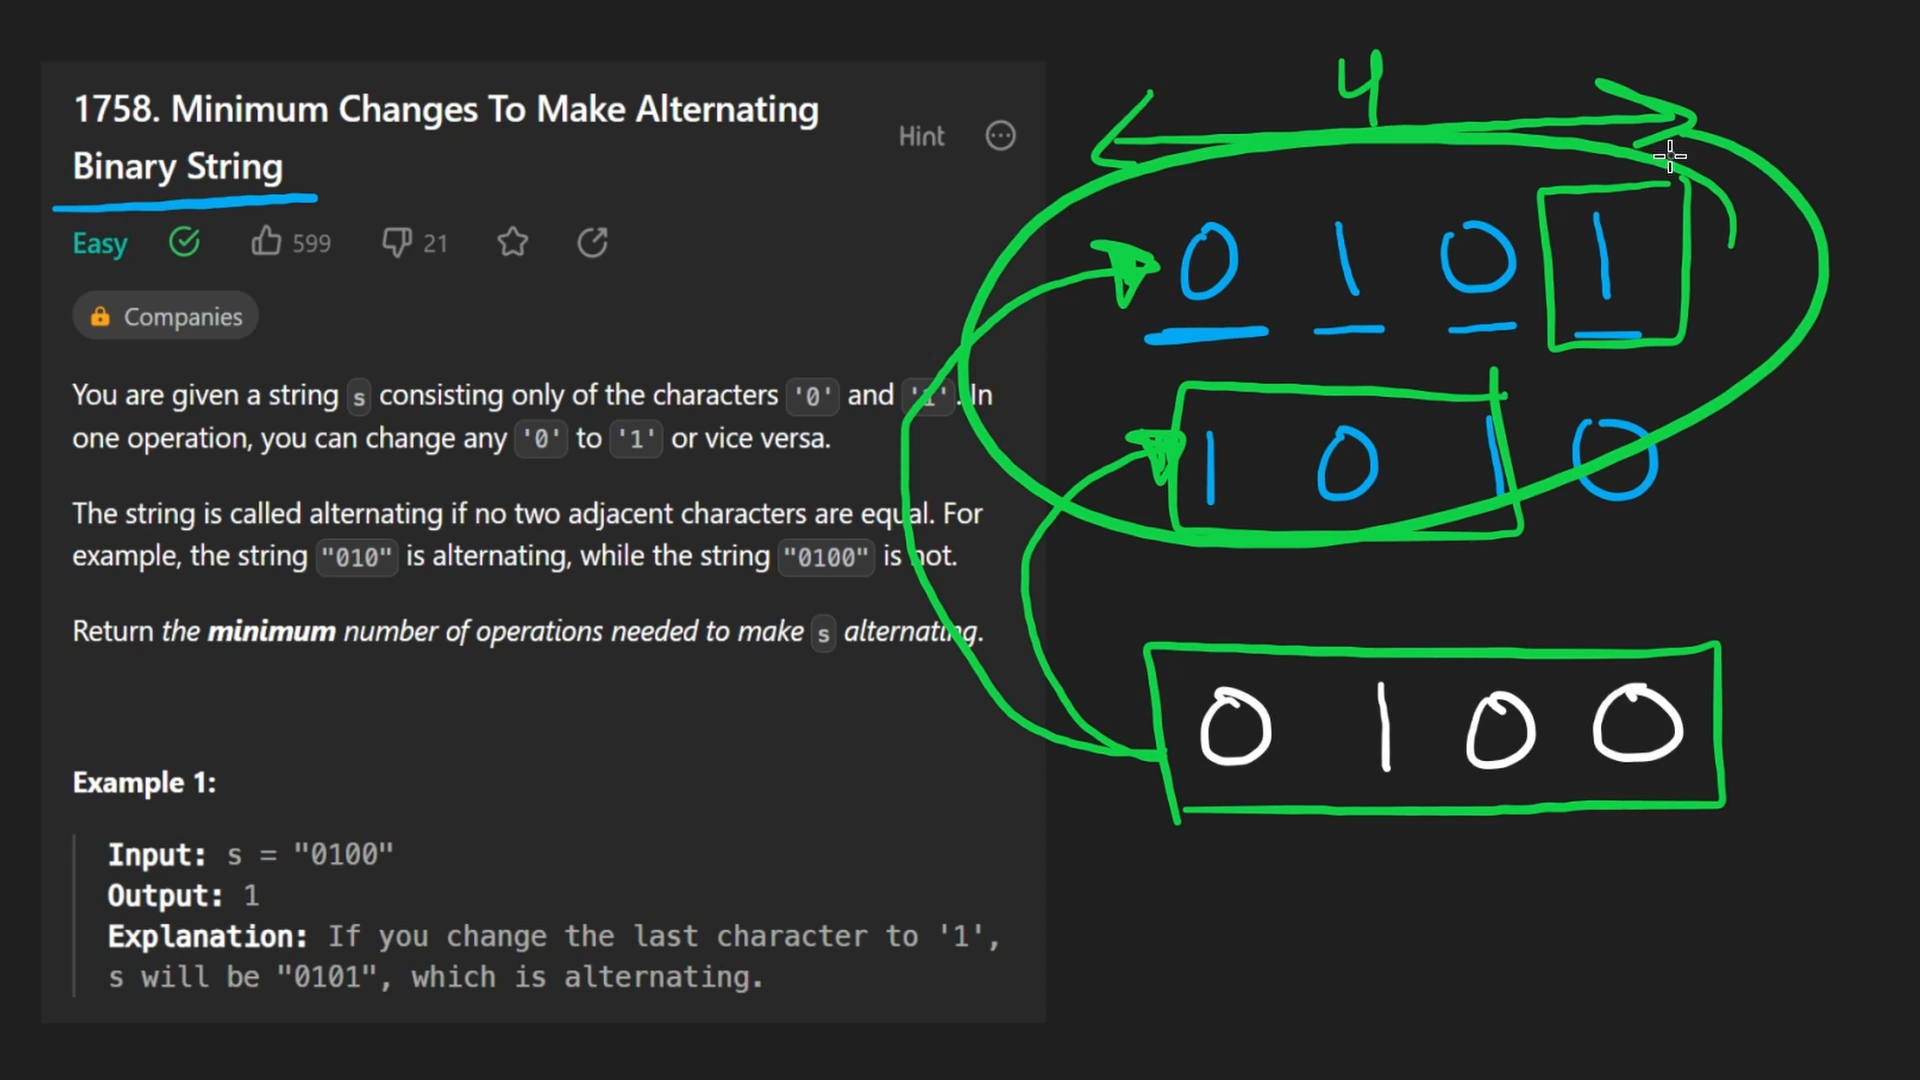 1758. Minimum Changes To Make Alternating
Binary String
Hint
Easy 599 21
Companies
You are given a string s consisting only of the characters '0' and '1'. In
one operation, you can change any '0' to '1' or vice versa.
The string is called alternating if no two adjacent characters are equal. For
example, the string "010" is alternating, while the string "0100" is not.
Return the minimum number of operations needed to make s alternating.
Example 1:
Input: s = "0100"
Output: 1
Explanation: If you change the last character to '1',
s will be "0101", which is alternating.
4
0 1 0 1
1 0 1 0
0 1 0 0